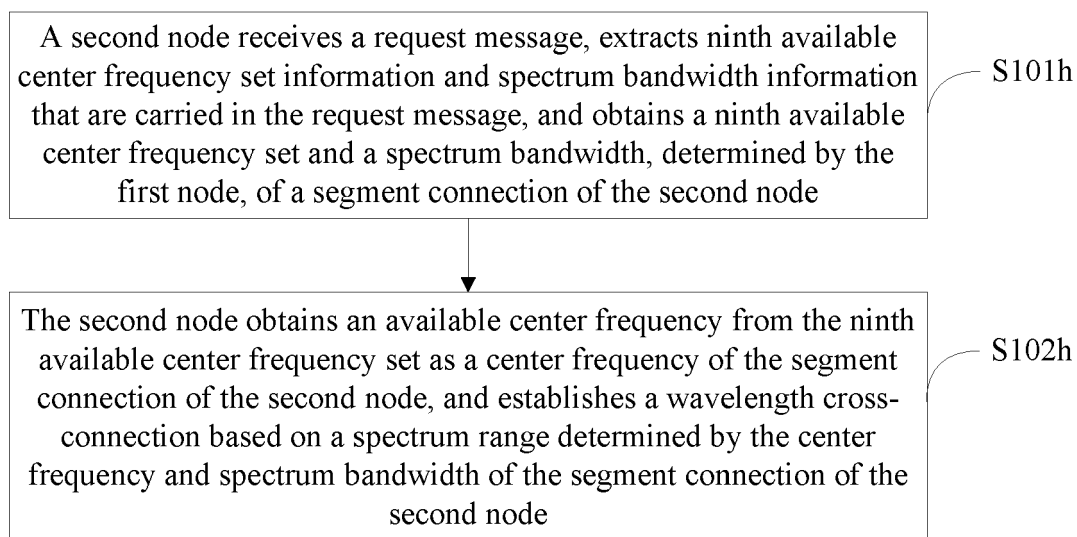 A second node receives a request message, extracts ninth available
center frequency set information and spectrum bandwidth information
that are carried in the request message, and obtains a ninth available
center frequency set and a spectrum bandwidth, determined by the
first node, of a segment connection of the second node
S101h
The second node obtains an available center frequency from the ninth
available center frequency set as a center frequency of the segment
connection of the second node, and establishes a wavelength cross-
connection based on a spectrum range determined by the center
frequency and spectrum bandwidth of the segment connection of the
second node
S102h